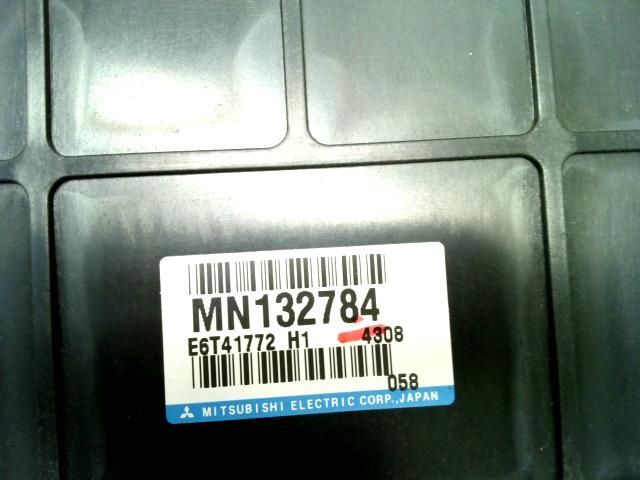 MN132784
E6T41772 H1 4308
058
MITSUBISHI ELECTRIC CORP., JAPAN